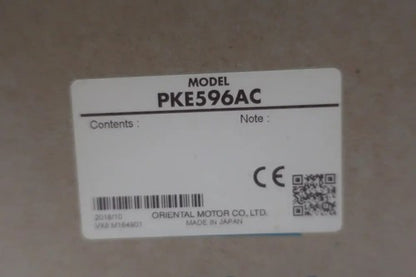 MODEL
PKE596AC
Contents : Note :
CE
ORIENTAL MOTOR CO., LTD.
2018/10 MADE IN JAPAN